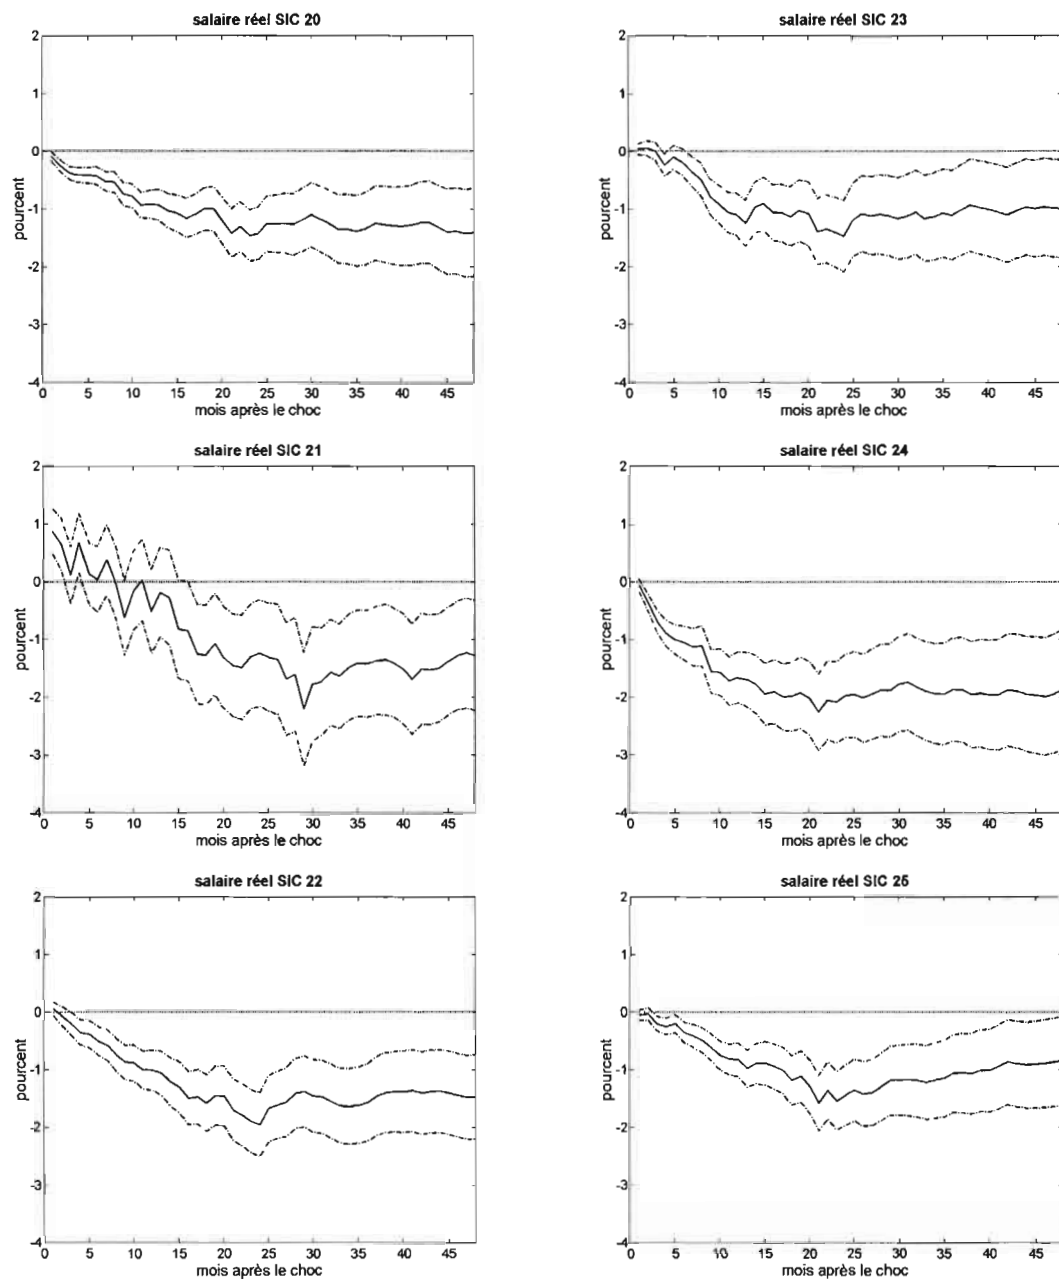 salaire réel SIC 20
2
1
0
-1
-2
-3
-4
pourcent
0 5 10 15 20 25 30 35 40 45
mois après le choc
salaire réel SIC 23
2
1
0
-1
-2
-3
-4
pourcent
0 5 10 15 20 25 30 35 40 45
mois après le choc
salaire réel SIC 21
2
1
0
-1
-2
-3
-4
pourcent
0 5 10 15 20 25 30 35 40 45
mois après le choc
salaire réel SIC 24
2
1
0
-1
-2
-3
-4
pourcent
0 5 10 15 20 25 30 35 40 45
mois après le choc
salaire réel SIC 22
2
1
0
-1
-2
-3
-4
pourcent
0 5 10 15 20 25 30 35 40 45
mois après le choc
salaire réel SIC 25
2
1
0
-1
-2
-3
-4
pourcent
0 5 10 15 20 25 30 35 40 45
mois après le choc